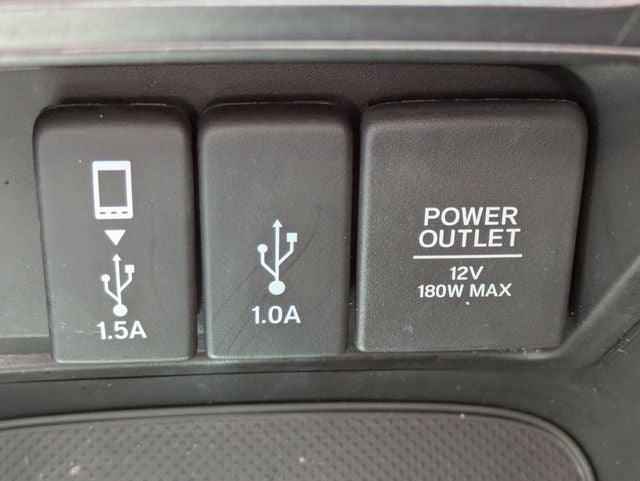 1.5A
1.0A
POWER
OUTLET
12V
180W MAX